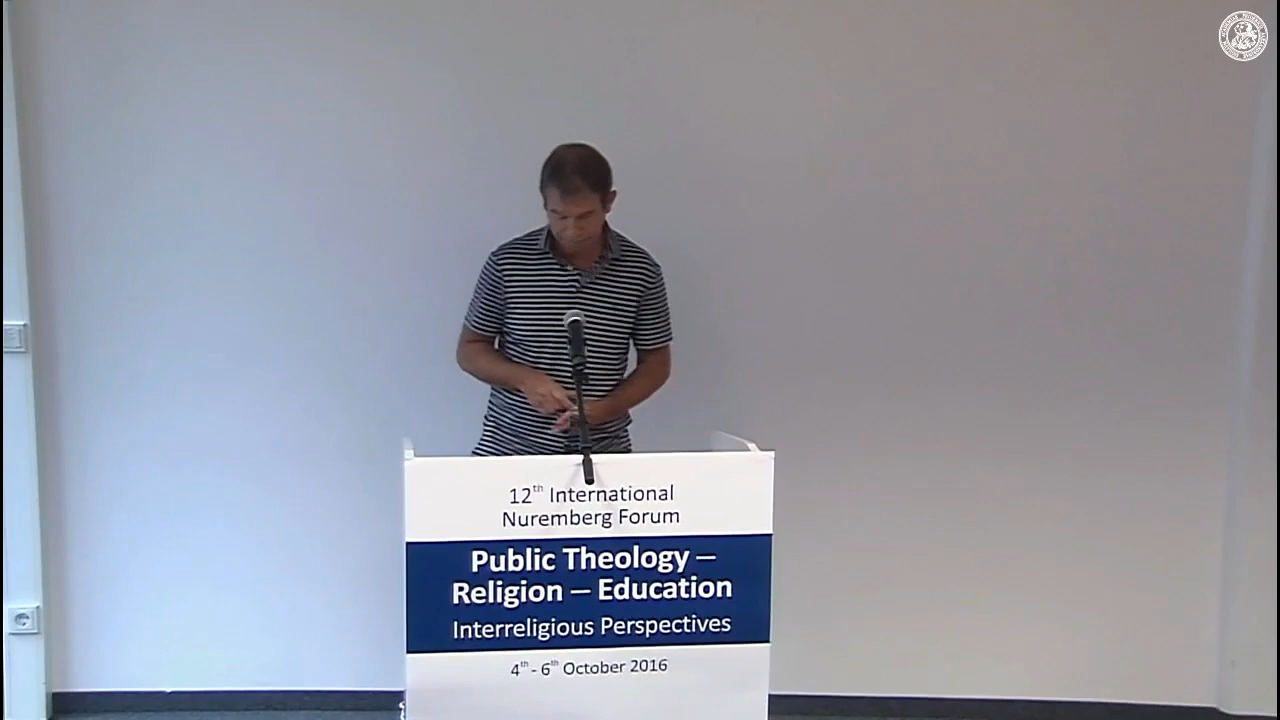 12th International
Nuremberg Forum
Public Theology —
Religion — Education
Interreligious Perspectives
4th - 6th October 2016